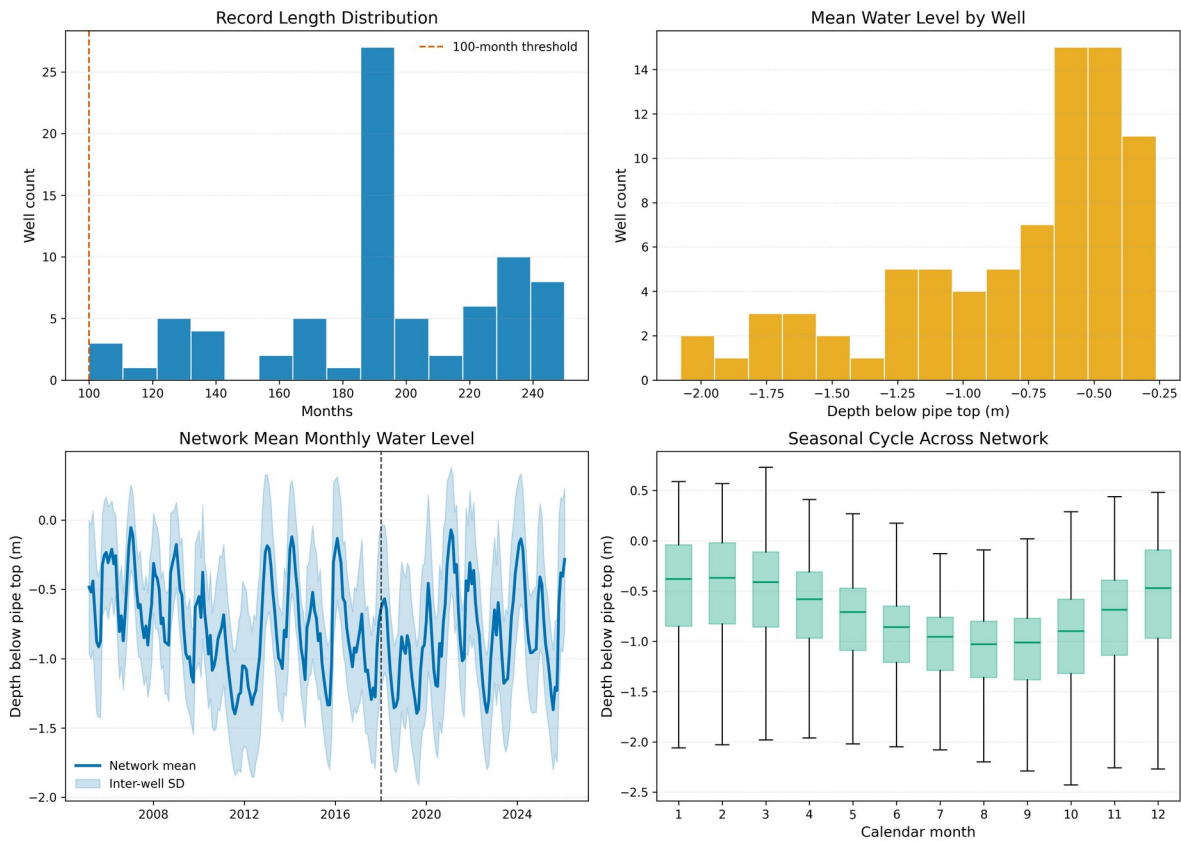 Record Length Distribution
Well count
25
20
15
10
5
0
100-month threshold
100 120 140 160 180 200 220 240
Months
Mean Water Level by Well
Well count
14
12
10
8
6
4
2
0
−2.00 −1.75 −1.50 −1.25 −1.00 −0.75 −0.50 −0.25
Depth below pipe top (m)
Network Mean Monthly Water Level
Depth below pipe top (m)
0.0
−0.5
−1.0
−1.5
−2.0
Network mean
Inter-well SD
2008 2012 2016 2020 2024
Seasonal Cycle Across Network
Depth below pipe top (m)
0.5
0.0
−0.5
−1.0
−1.5
−2.0
−2.5
1 2 3 4 5 6 7 8 9 10 11 12
Calendar month